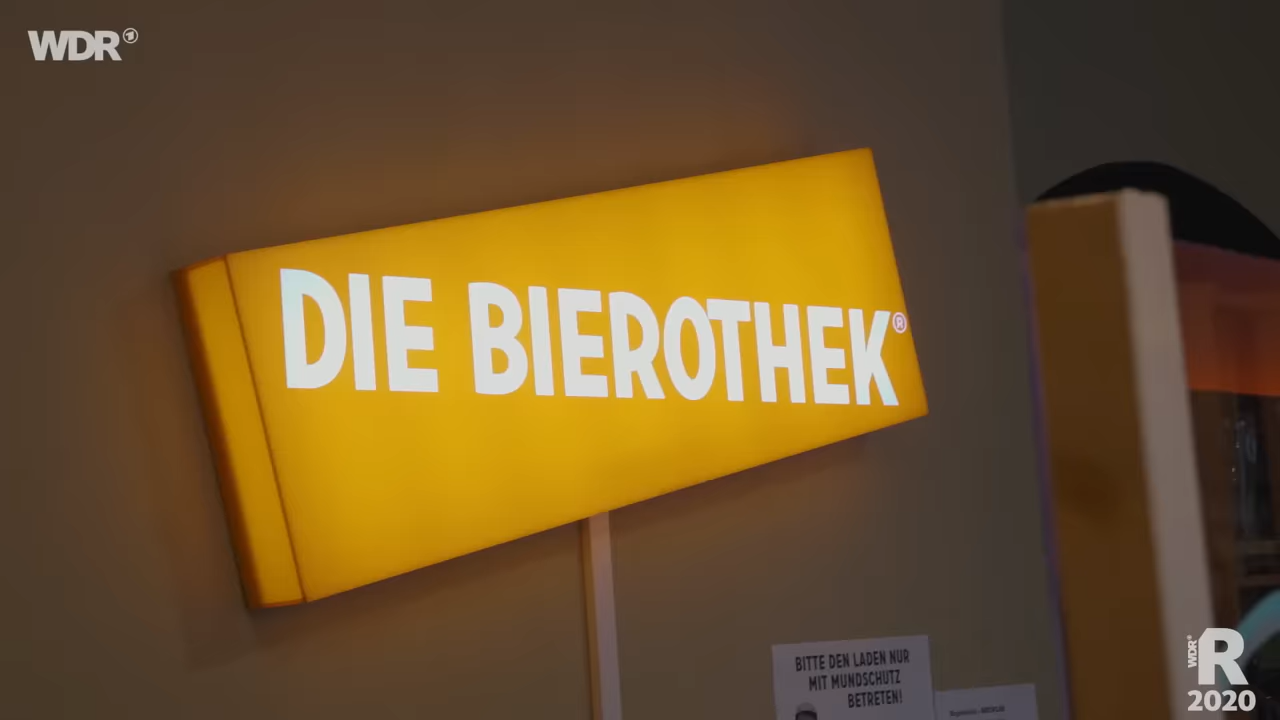 WDR
DIE BIEROTHEK®
BITTE DEN LADEN NUR
MIT MUNDSCHUTZ
BETRETEN!
WDR R
2020